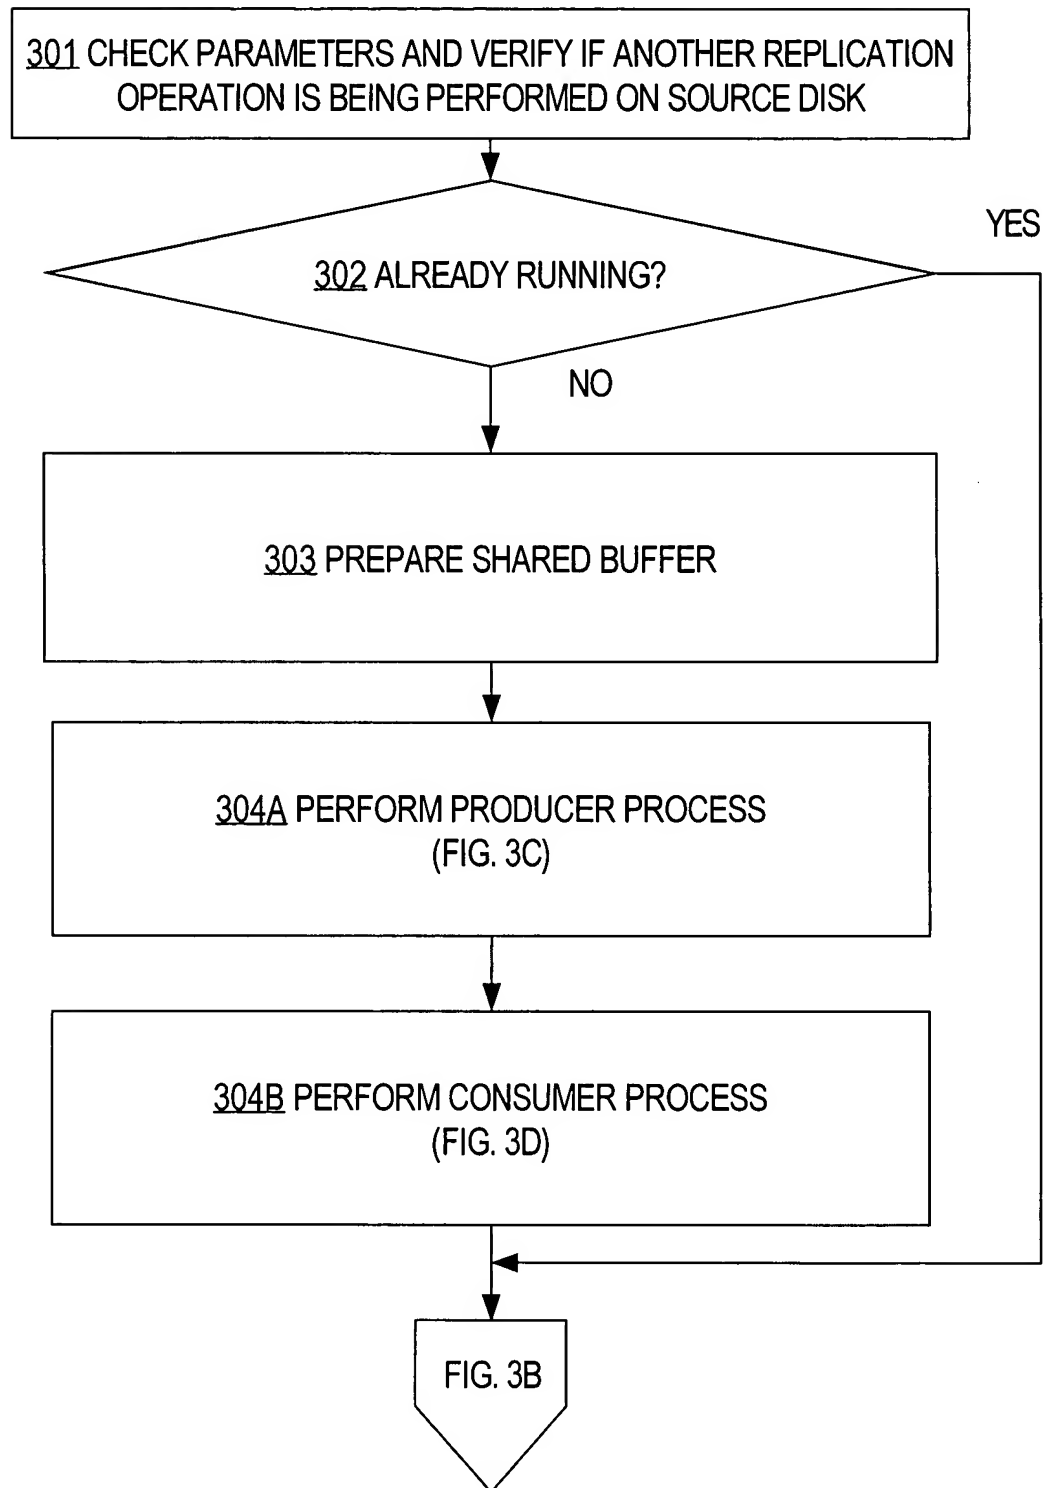 301 CHECK PARAMETERS AND VERIFY IF ANOTHER REPLICATION
OPERATION IS BEING PERFORMED ON SOURCE DISK
YES
302 ALREADY RUNNING?
NO
303 PREPARE SHARED BUFFER
304A PERFORM PRODUCER PROCESS
(FIG. 3C)
304B PERFORM CONSUMER PROCESS
(FIG. 3D)
FIG. 3B